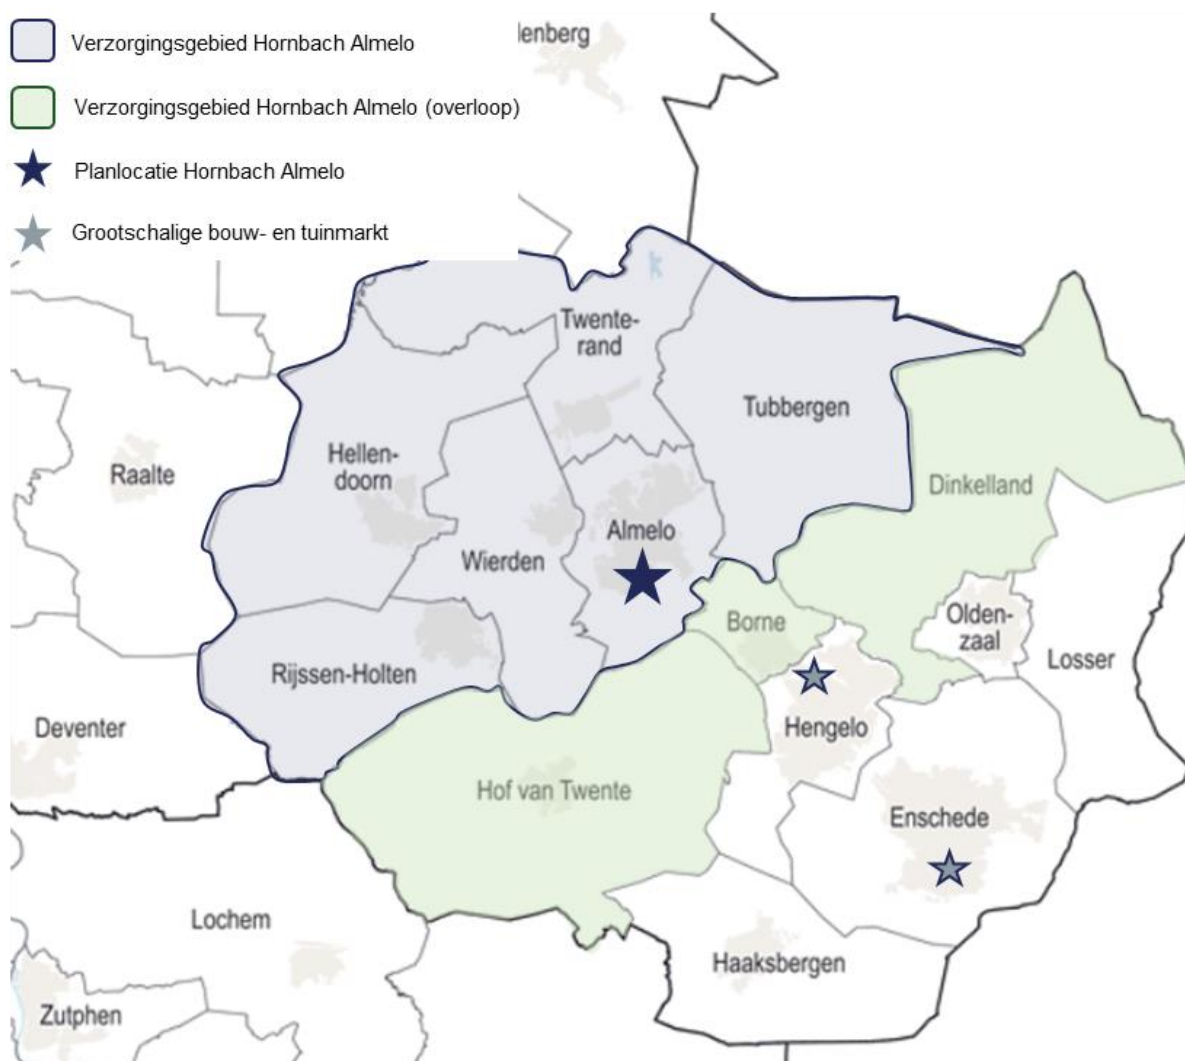 Verzorgingsgebied Hornbach Almelo
Verzorgingsgebied Hornbach Almelo (overloop)
Planlocatie Hornbach Almelo
Grootschalige bouw- en tuinmarkt
lenberg
Twente-
rand
Tubbergen
Hellen-
doorn
Raalte
Dinkelland
Almelo
Wierden
Borne
Olden-
zaal
Losser
Rijssen-Holten
Deventer
Hengelo
Hof van Twente
Enschede
Lochem
Haaksbergen
Zutphen